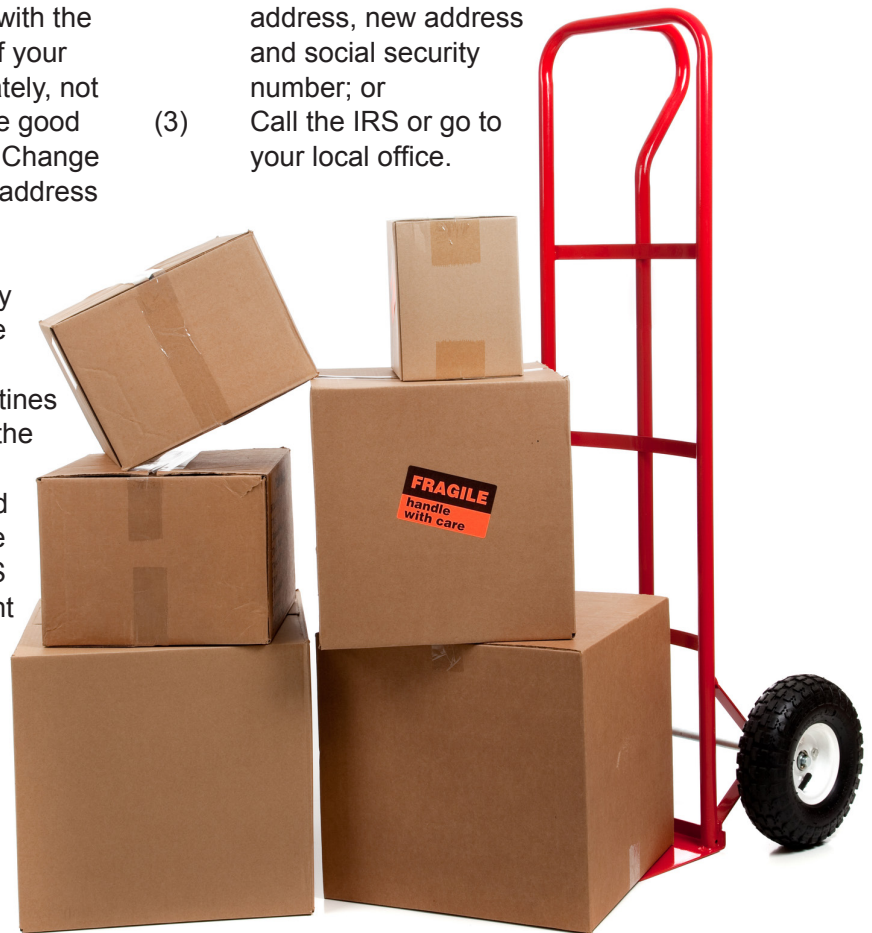 with the
f your
ately, not
e good
Change
address
y
e
tines
the
d
e
S
nt
address, new address
and social security
number; or
(3) Call the IRS or go to
your local office.
FRAGILE
handle
with care